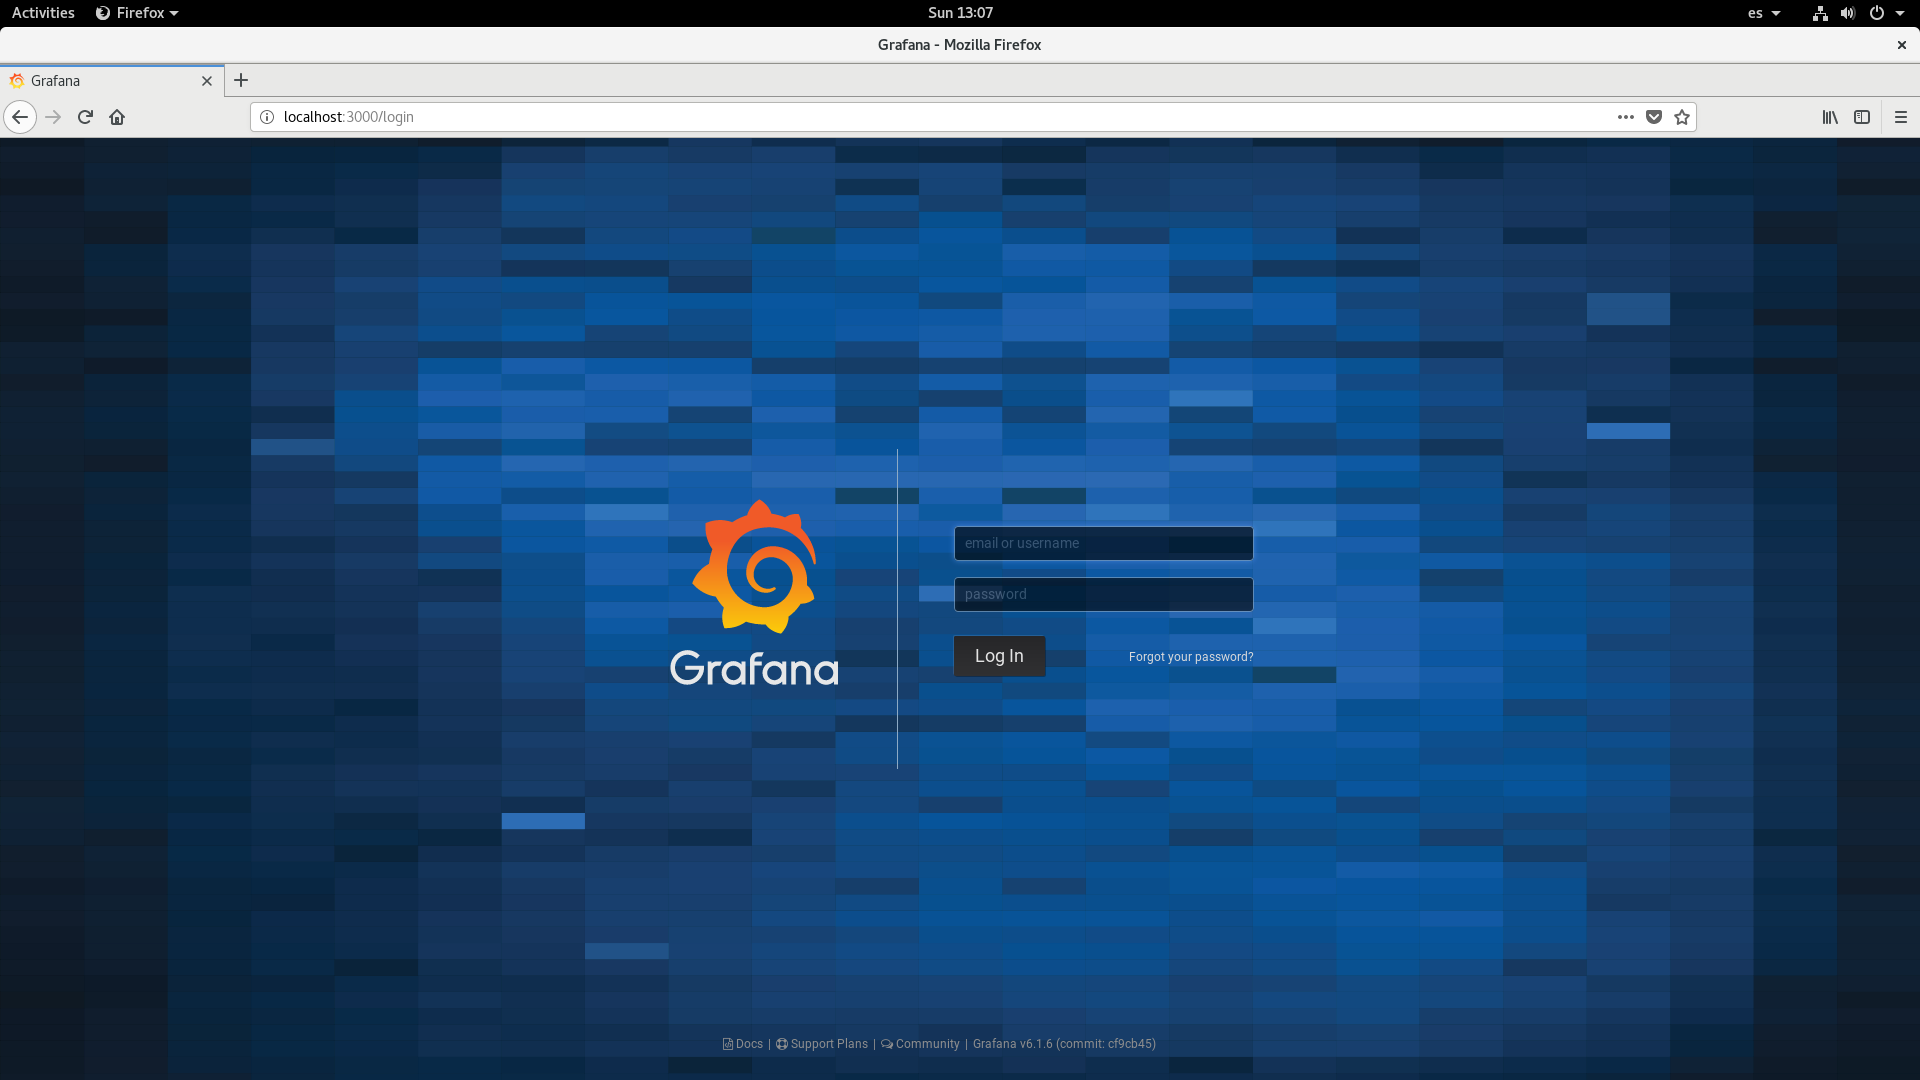 Activities Firefox Sun 13:07 es
Grafana - Mozilla Firefox
Grafana
localhost:3000/login
email or username
password
Grafana
Log In Forgot your password?
Docs | Support Plans | Community | Grafana v6.1.6 (commit: cf9cb45)